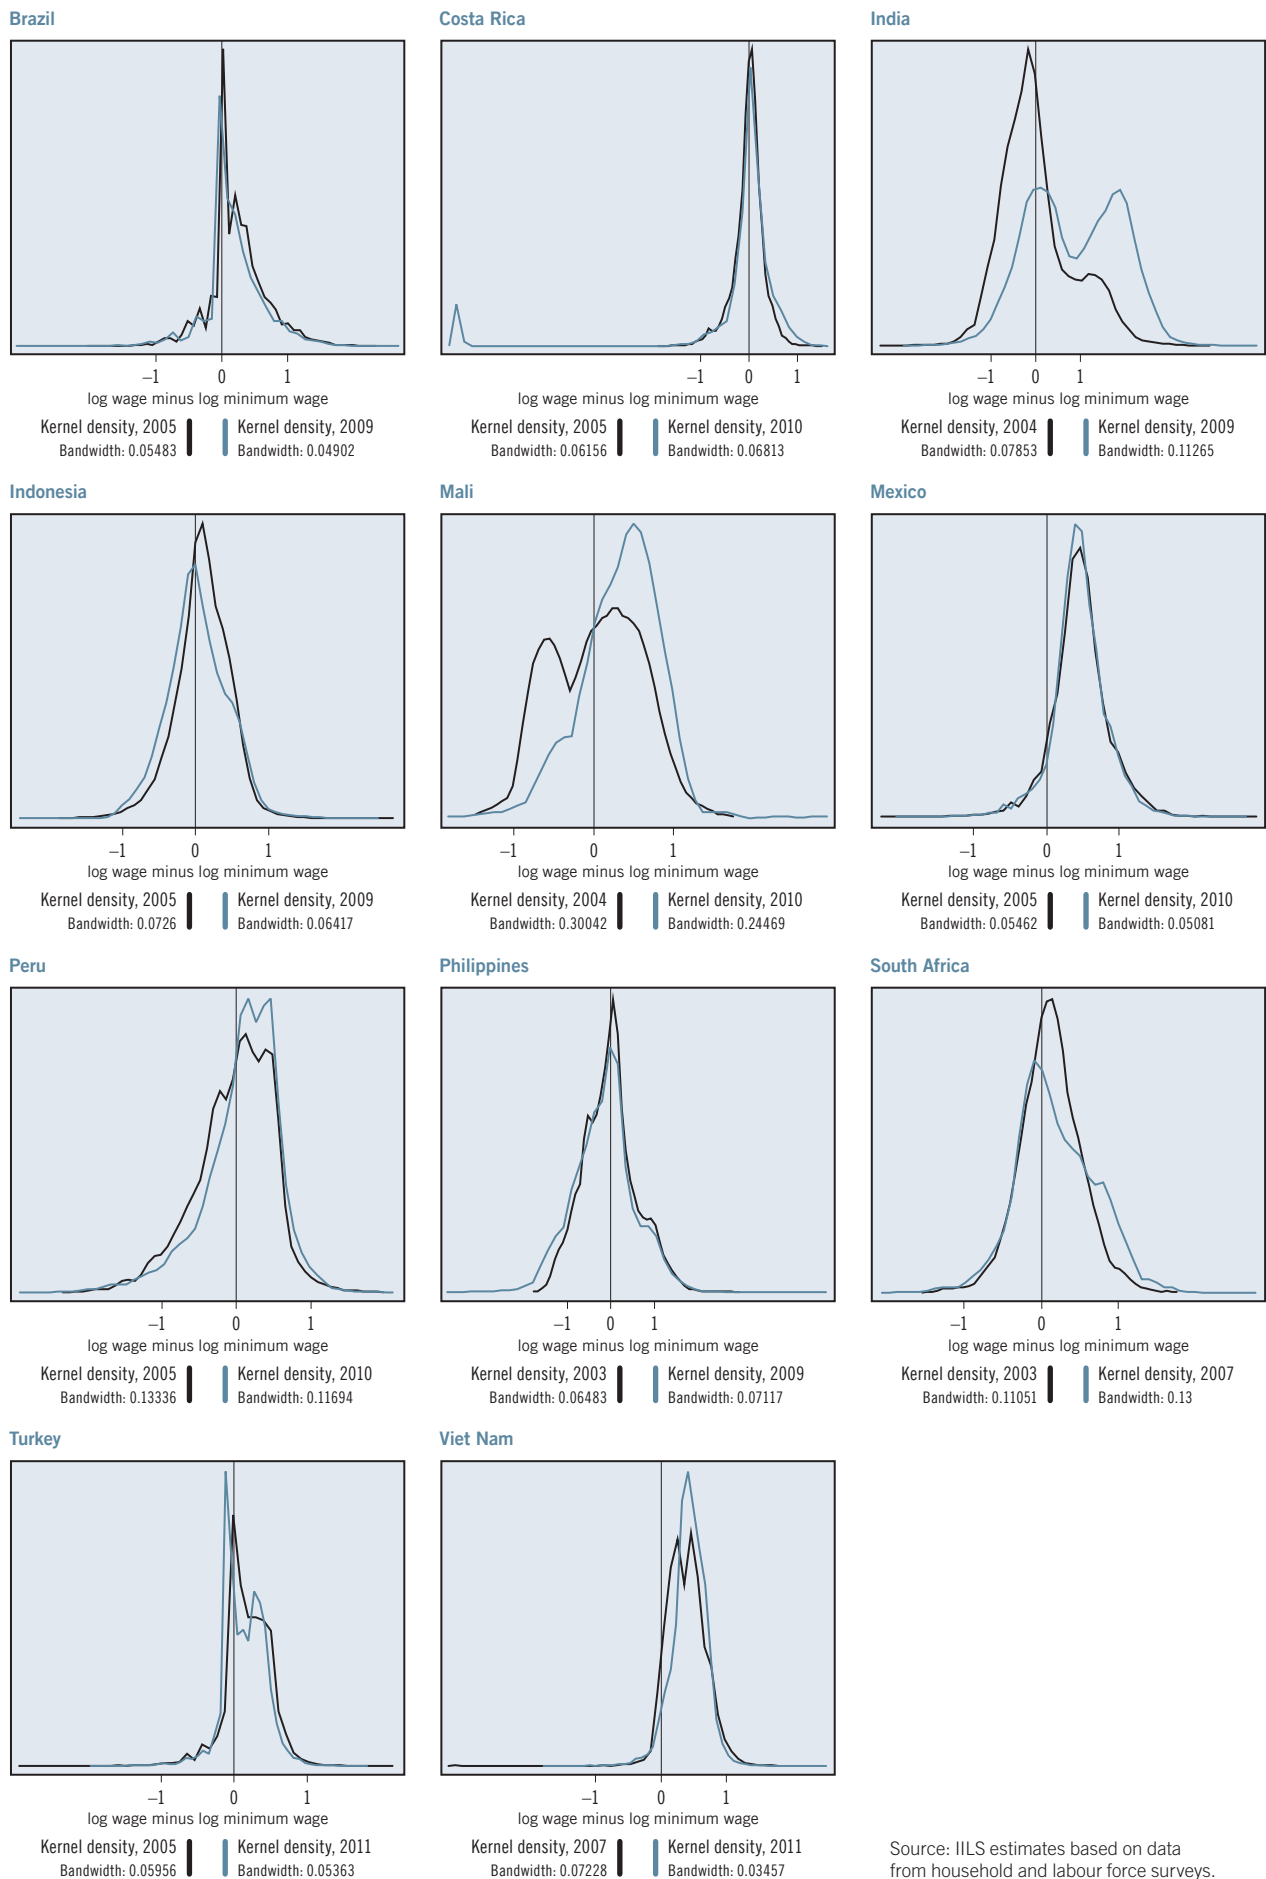 Brazil
Costa Rica
India
–1 0 1
–1 0 1
–1 0 1
log wage minus log minimum wage
log wage minus log minimum wage
log wage minus log minimum wage
Kernel density, 2005
Bandwidth: 0.05483
Kernel density, 2009
Bandwidth: 0.04902
Kernel density, 2005
Bandwidth: 0.06156
Kernel density, 2010
Bandwidth: 0.06813
Kernel density, 2004
Bandwidth: 0.07853
Kernel density, 2009
Bandwidth: 0.11265
Indonesia
Mali
Mexico
–1 0 1
–1 0 1
–1 0 1
log wage minus log minimum wage
log wage minus log minimum wage
log wage minus log minimum wage
Kernel density, 2005
Bandwidth: 0.0726
Kernel density, 2009
Bandwidth: 0.06417
Kernel density, 2004
Bandwidth: 0.30042
Kernel density, 2010
Bandwidth: 0.24469
Kernel density, 2005
Bandwidth: 0.05462
Kernel density, 2010
Bandwidth: 0.05081
Peru
Philippines
South Africa
–1 0 1
–1 0 1
–1 0 1
log wage minus log minimum wage
log wage minus log minimum wage
log wage minus log minimum wage
Kernel density, 2005
Bandwidth: 0.13336
Kernel density, 2010
Bandwidth: 0.11694
Kernel density, 2003
Bandwidth: 0.06483
Kernel density, 2009
Bandwidth: 0.07117
Kernel density, 2003
Bandwidth: 0.11051
Kernel density, 2007
Bandwidth: 0.13
Turkey
Viet Nam
–1 0 1
–1 0 1
log wage minus log minimum wage
log wage minus log minimum wage
Kernel density, 2005
Bandwidth: 0.05956
Kernel density, 2011
Bandwidth: 0.05363
Kernel density, 2007
Bandwidth: 0.07228
Kernel density, 2011
Bandwidth: 0.03457
Source: IILS estimates based on data
from household and labour force surveys.